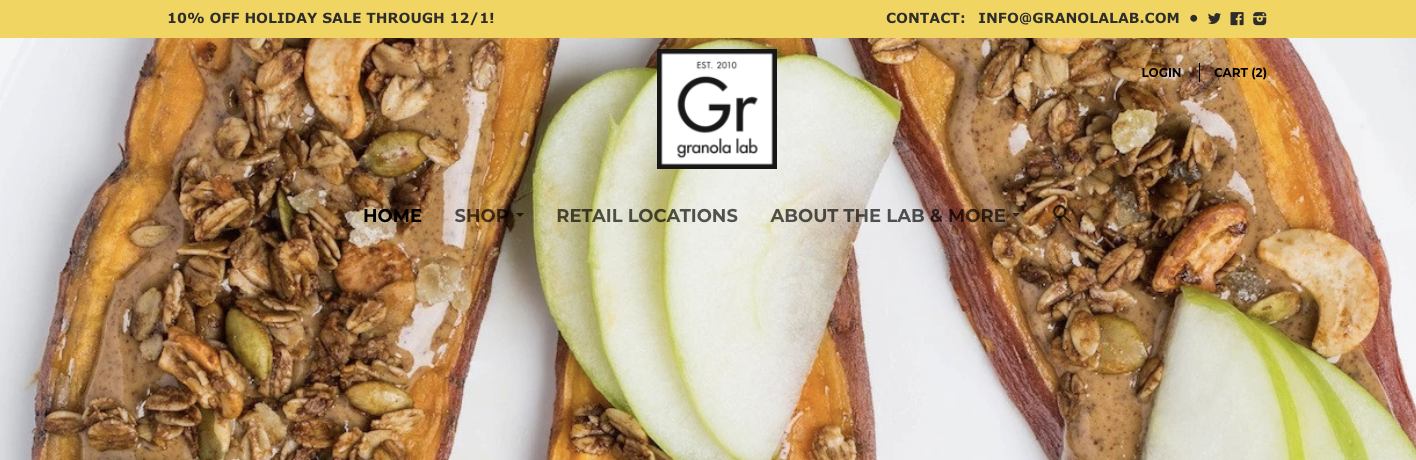 10% OFF HOLIDAY SALE THROUGH 12/1!
CONTACT: INFO@GRANOLALAB.COM
LOGIN
CART (2)
EST. 2010
Gr
granola lab
HOME
SHOP
RETAIL LOCATIONS
ABOUT THE LAB & MORE